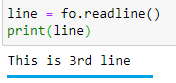 line = fo.readline()
print(line)
This is 3rd line